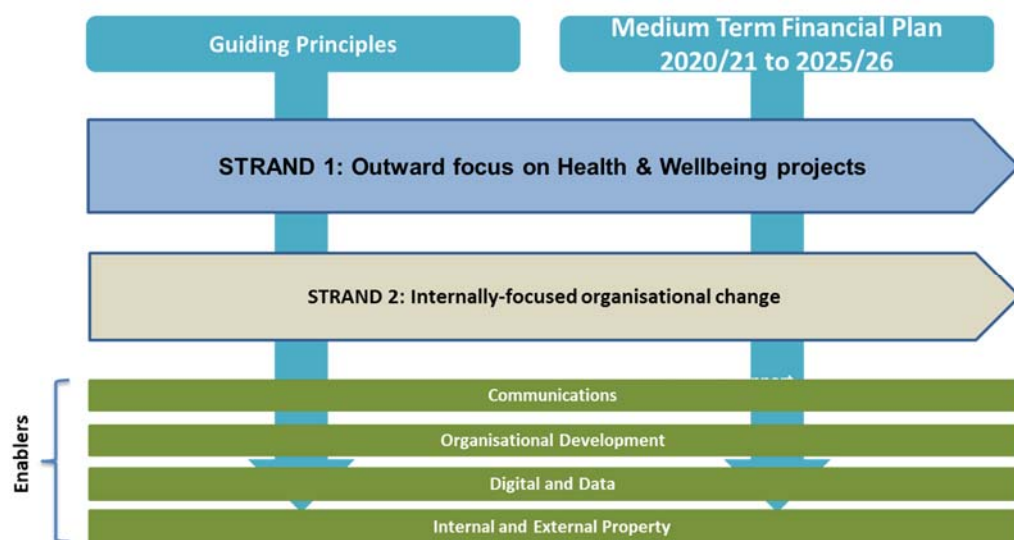 Guiding Principles
Medium Term Financial Plan
2020/21 to 2025/26
STRAND 1: Outward focus on Health & Wellbeing projects
STRAND 2: Internally-focused organisational change
Enablers
Communications
Organisational Development
Digital and Data
Internal and External Property